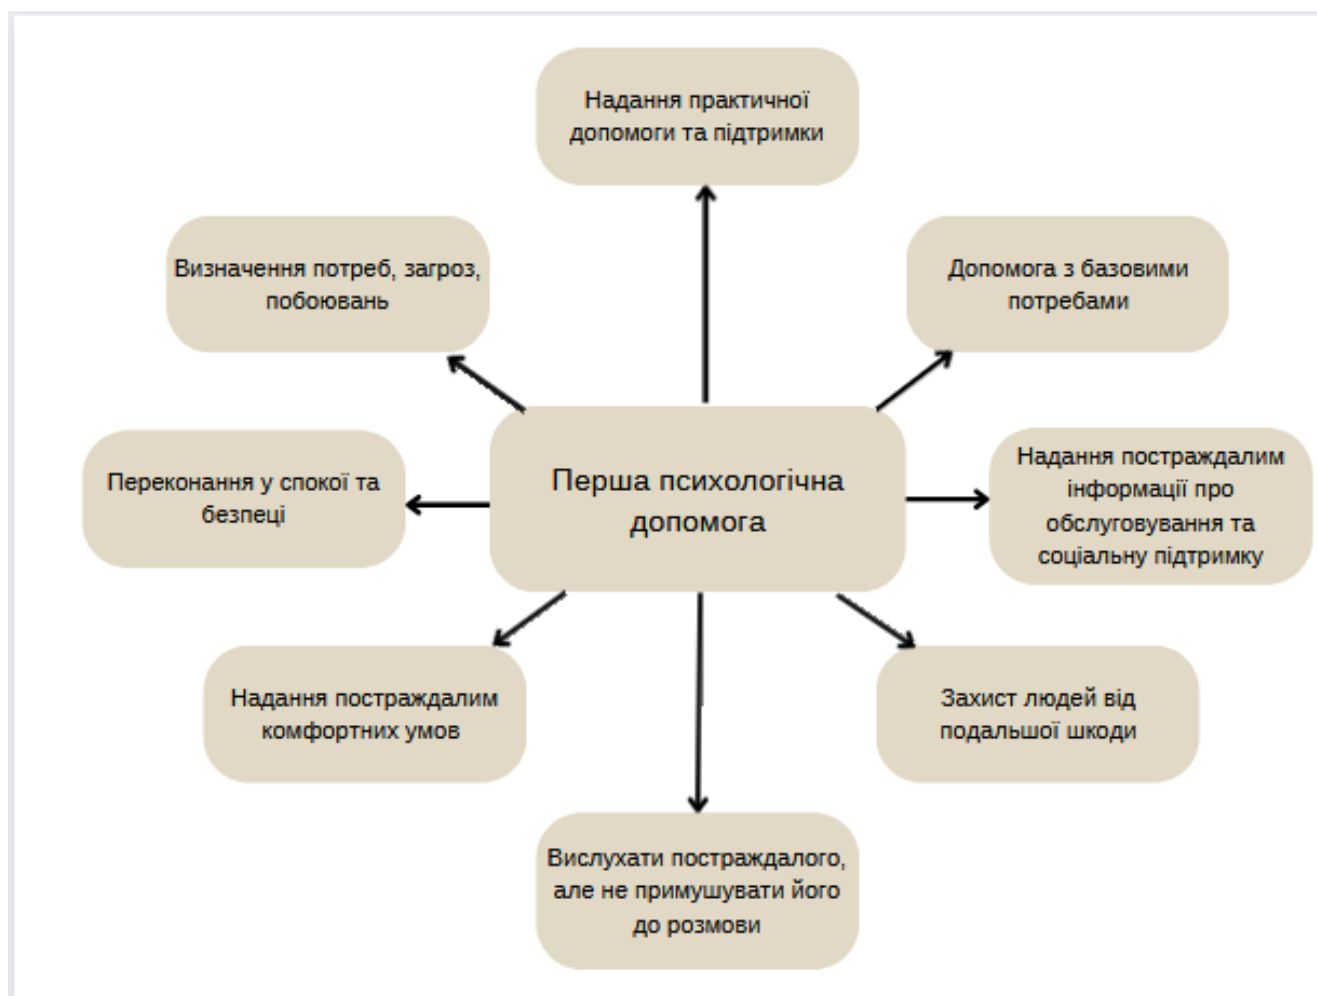 Надання практичної
допомоги та підтримки
Визначення потреб, загроз,
побоювань
Допомога з базовими
потребами
Перша психологічна
допомога
Переконання у спокої та
безпеці
Надання постраждалим
інформації про
обслуговування та
соціальну підтримку
Надання постраждалим
комфортних умов
Захист людей від
подальшої шкоди
Вислухати постраждалого,
але не примушувати його
до розмови